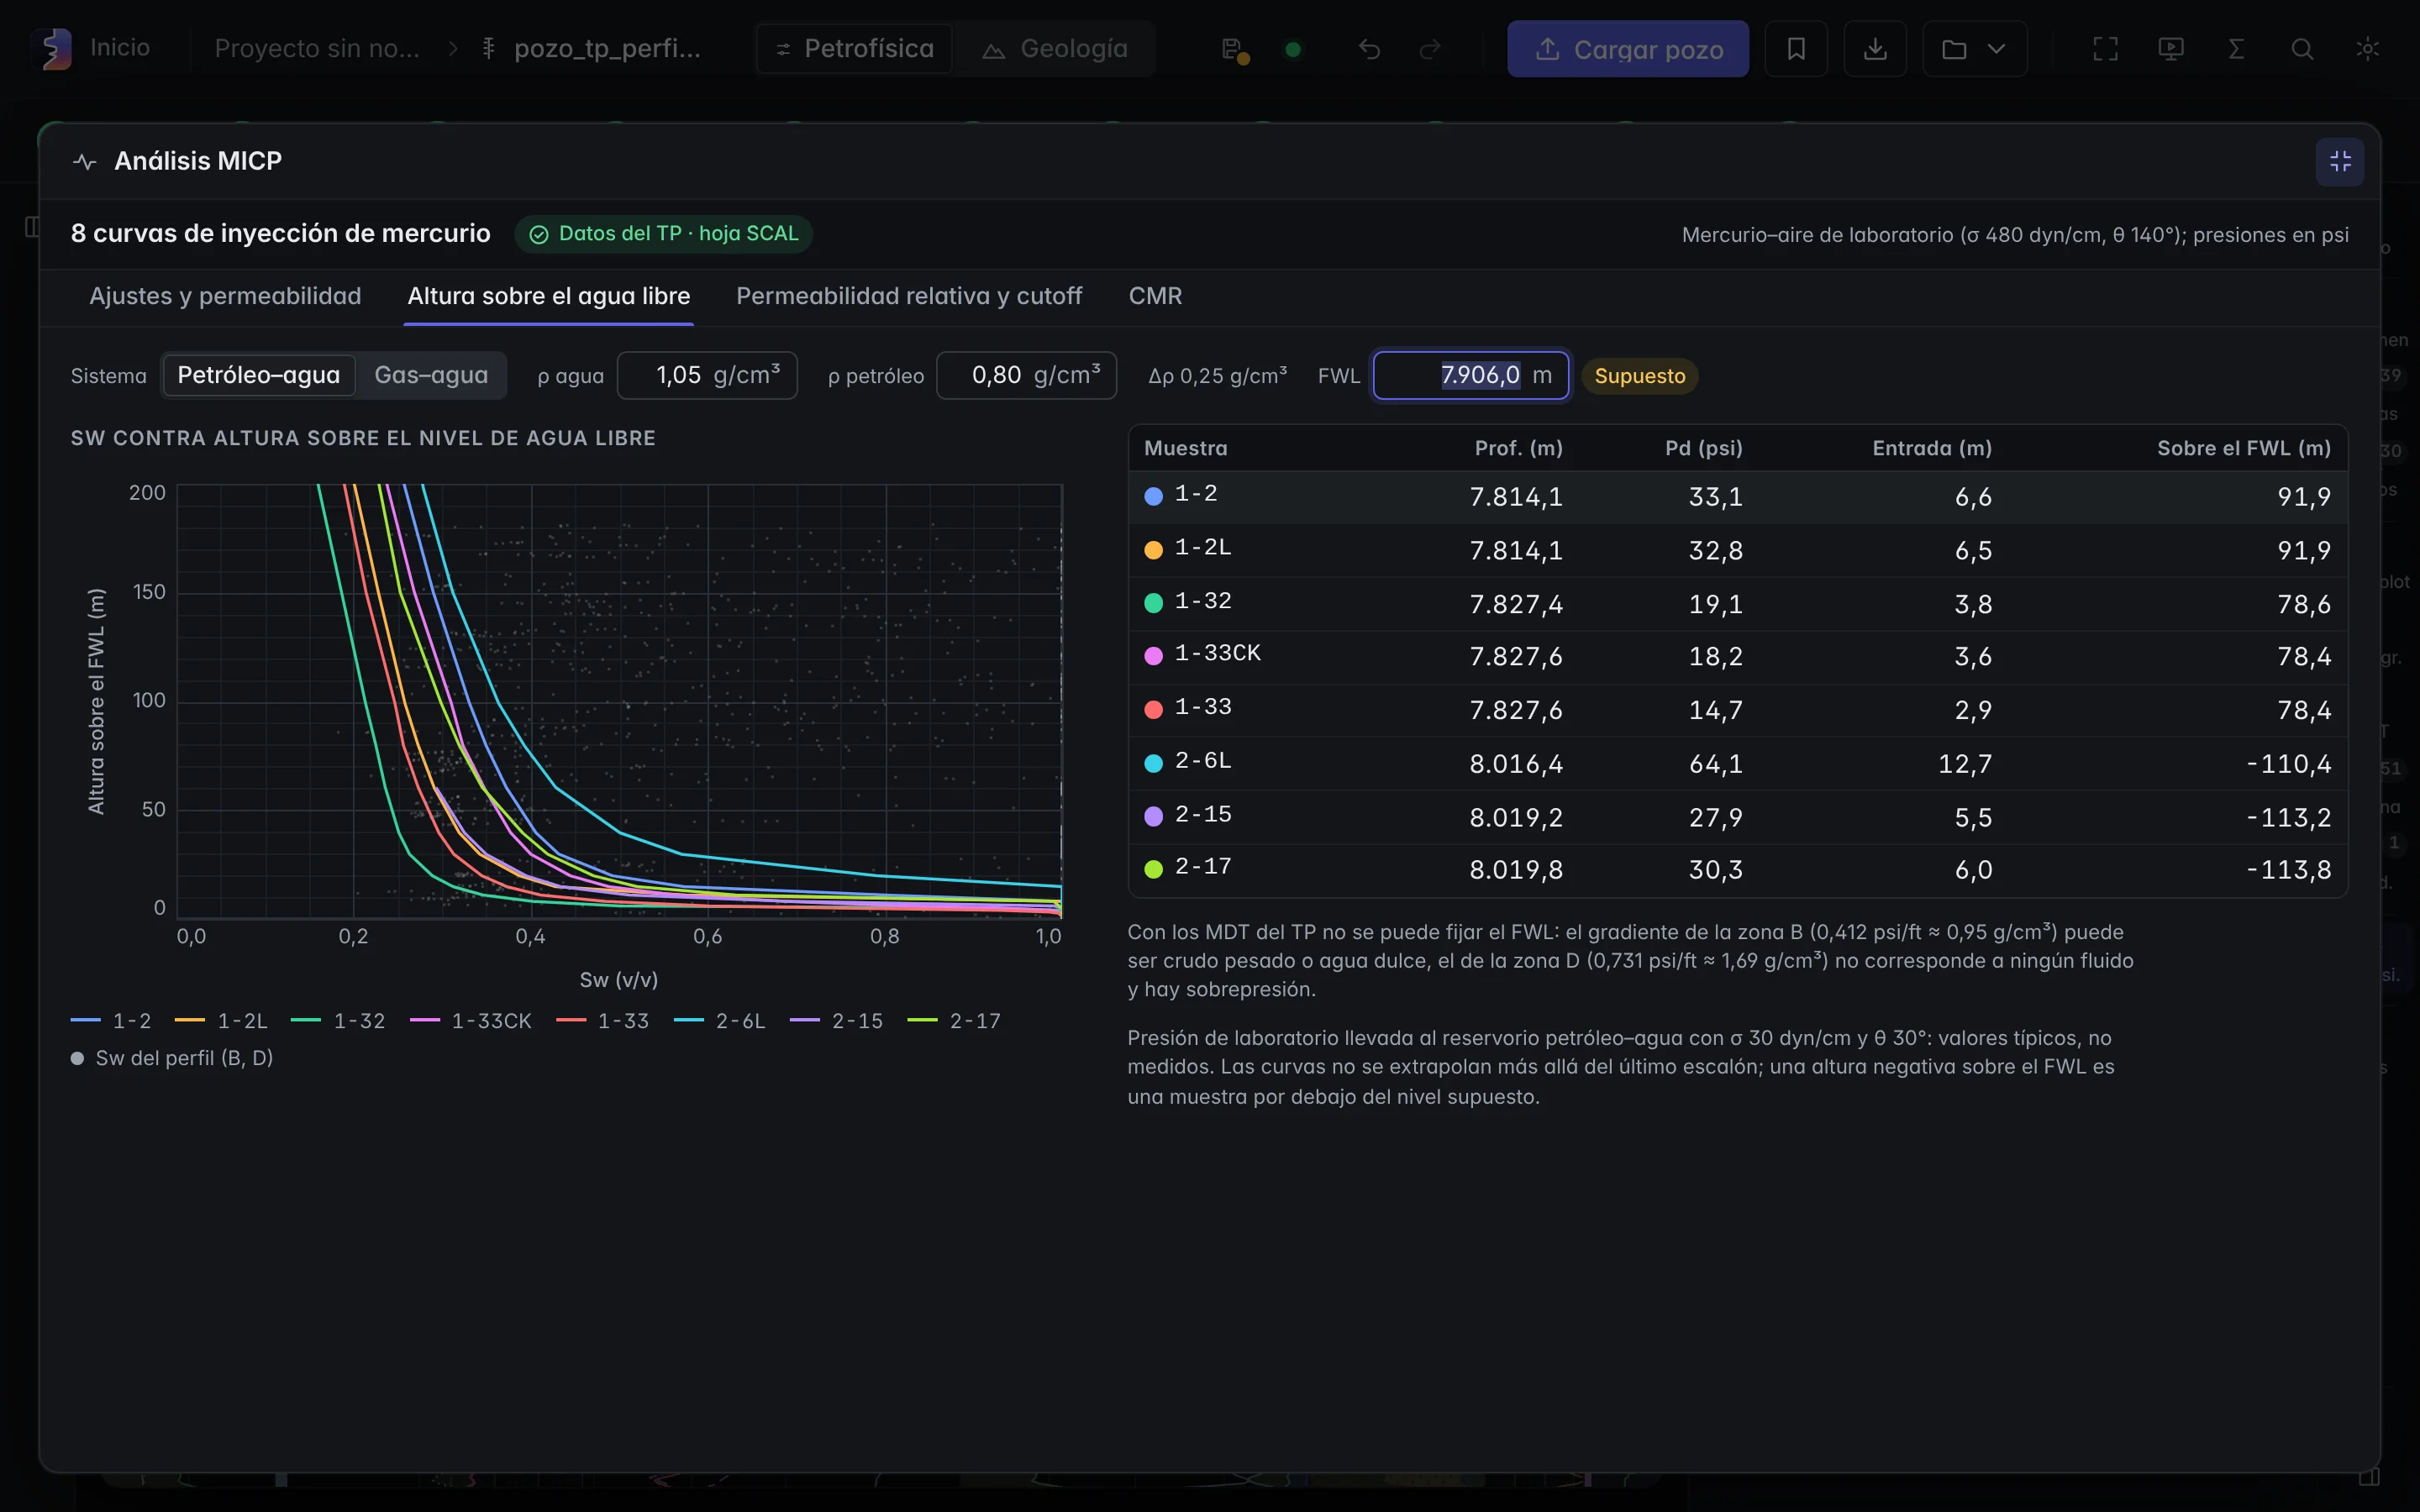 Inicio
Proyecto sin no... > pozo_tp_perfi...
Petrofísica
Geología
Cargar pozo
Análisis MICP
8 curvas de inyección de mercurio
Datos del TP · hoja SCAL
Mercurio–aire de laboratorio (σ 480 dyn/cm, θ 140°); presiones en psi
Ajustes y permeabilidad
Altura sobre el agua libre
Permeabilidad relativa y cutoff
CMR
Sistema Petróleo–agua Gas–agua ρ agua 1,05 g/cm³ ρ petróleo 0,80 g/cm³ Δρ 0,25 g/cm³ FWL 7.906,0 m Supuesto
SW CONTRA ALTURA SOBRE EL NIVEL DE AGUA LIBRE
Altura sobre el FWL (m)
200
150
100
50
0
0,0 0,2 0,4 0,6 0,8 1,0
Sw (v/v)
1-2 1-2L 1-32 1-33CK 1-33 2-6L 2-15 2-17
Sw del perfil (B, D)
Muestra Prof. (m) Pd (psi) Entrada (m) Sobre el FWL (m)
1-2 7.814,1 33,1 6,6 91,9
1-2L 7.814,1 32,8 6,5 91,9
1-32 7.827,4 19,1 3,8 78,6
1-33CK 7.827,6 18,2 3,6 78,4
1-33 7.827,6 14,7 2,9 78,4
2-6L 8.016,4 64,1 12,7 -110,4
2-15 8.019,2 27,9 5,5 -113,2
2-17 8.019,8 30,3 6,0 -113,8
Con los MDT del TP no se puede fijar el FWL: el gradiente de la zona B (0,412 psi/ft ≈ 0,95 g/cm³) puede
ser crudo pesado o agua dulce, el de la zona D (0,731 psi/ft ≈ 1,69 g/cm³) no corresponde a ningún fluido
y hay sobrepresión.
Presión de laboratorio llevada al reservorio petróleo–agua con σ 30 dyn/cm y θ 30°: valores típicos, no
medidos. Las curvas no se extrapolan más allá del último escalón; una altura negativa sobre el FWL es
una muestra por debajo del nivel supuesto.